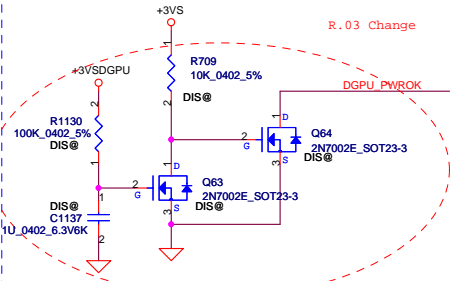 +3VS
R.03 Change
1
R709
10K_0402_5%
+3VSDGPU
DIS@
2
DGPU_PWROK
2
R1130
100K_0402_5%
DIS@
1
1
D
2
G
Q64
2N7002E_SOT23-3
DIS@
3
S
1
D
2
G
Q63
2N7002E_SOT23-3
DIS@
3
S
DIS@
1
C1137
1U_0402_6.3V6K
2